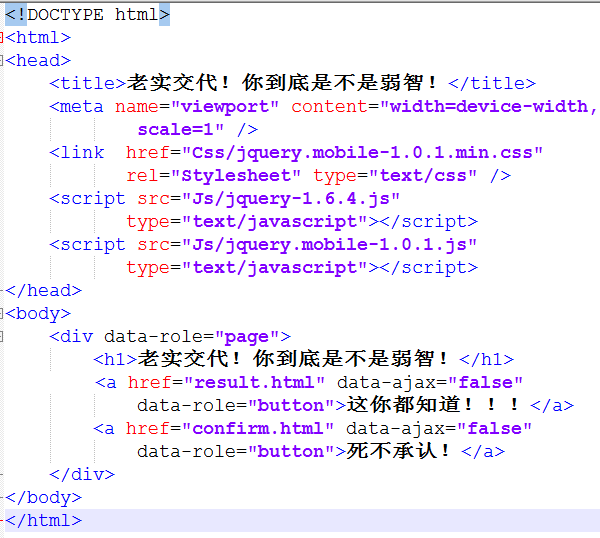 <!DOCTYPE html>
<html>
<head>
<title>老实交代！你到底是不是弱智！</title>
<meta name="viewport" content="width=device-width,
scale=1" />
<link  href="Css/jquery.mobile-1.0.1.min.css"
rel="Stylesheet" type="text/css" />
<script src="Js/jquery-1.6.4.js"
type="text/javascript"></script>
<script src="Js/jquery.mobile-1.0.1.js"
type="text/javascript"></script>
</head>
<body>
<div data-role="page">
<h1>老实交代！你到底是不是弱智！</h1>
<a href="result.html" data-ajax="false"
data-role="button">这你都知道！！！</a>
<a href="confirm.html" data-ajax="false"
data-role="button">死不承认！</a>
</div>
</body>
</html>